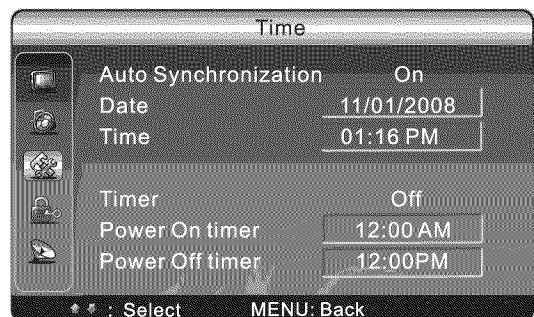 Time
Auto Synchronization On
Date 11/01/2008
Time 01:16 PM
Timer Off
Power On timer 12:00 AM
Power Off timer 12:00PM
: Select MENU: Back